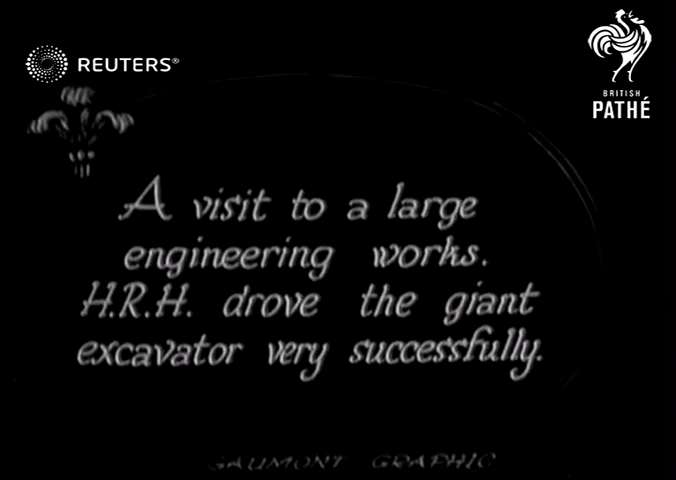 REUTERS®
BRITISH
PATHÉ
A visit to a large
engineering works.
H.R.H. drove the giant
excavator very successfully.
GAUMONT GRAPHIC